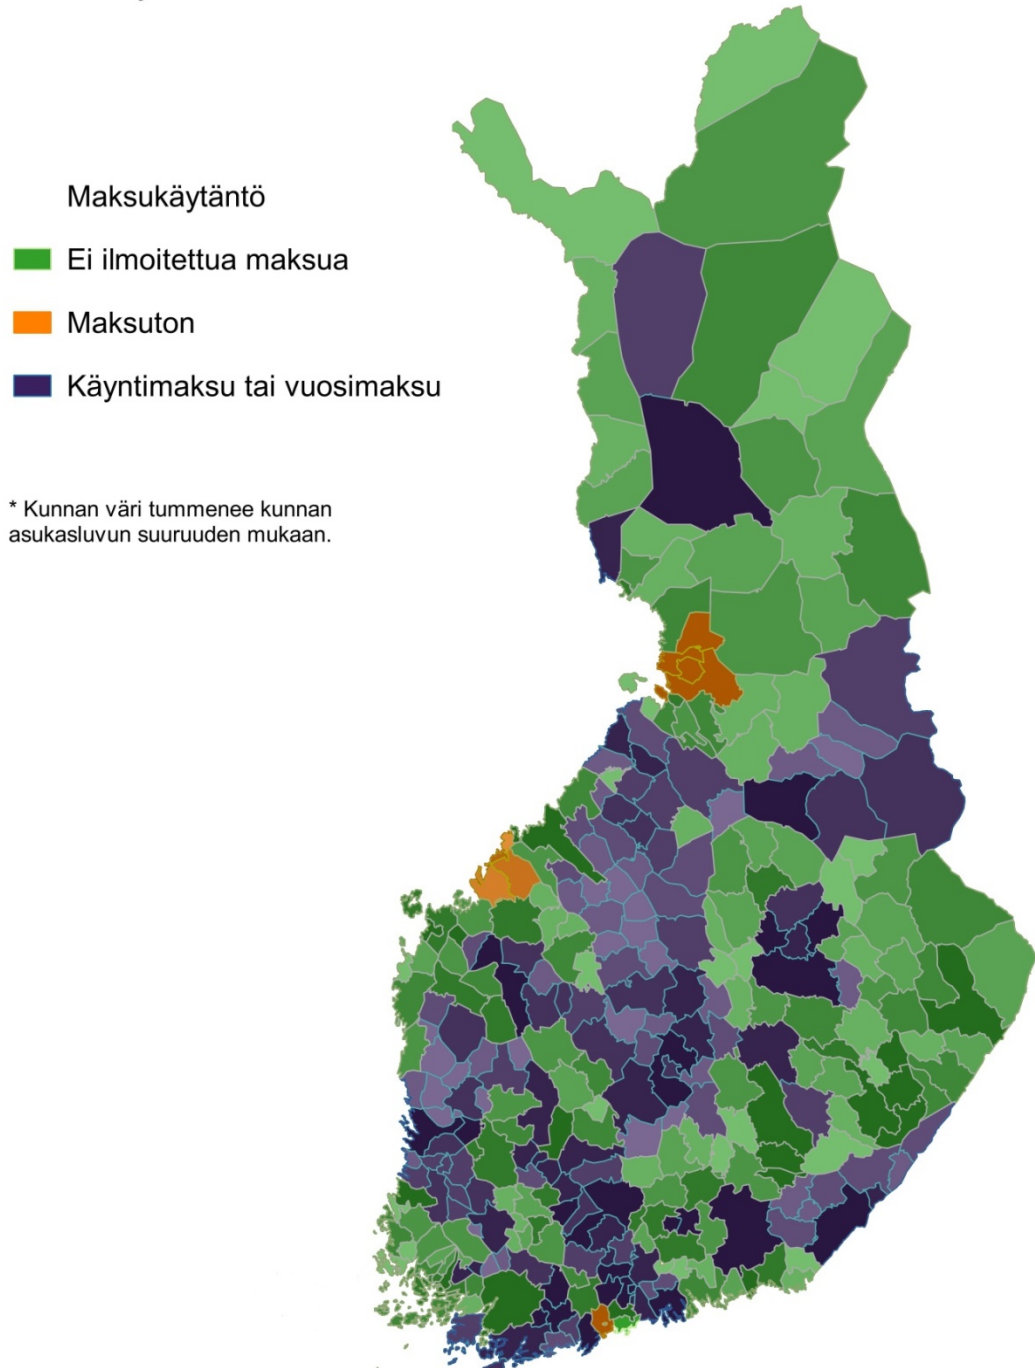 Maksukäytäntö
Ei ilmoitettua maksua
Maksuton
Käyntimaksu tai vuosimaksu
* Kunnan väri tummenee kunnan
asukasluvun suuruuden mukaan.